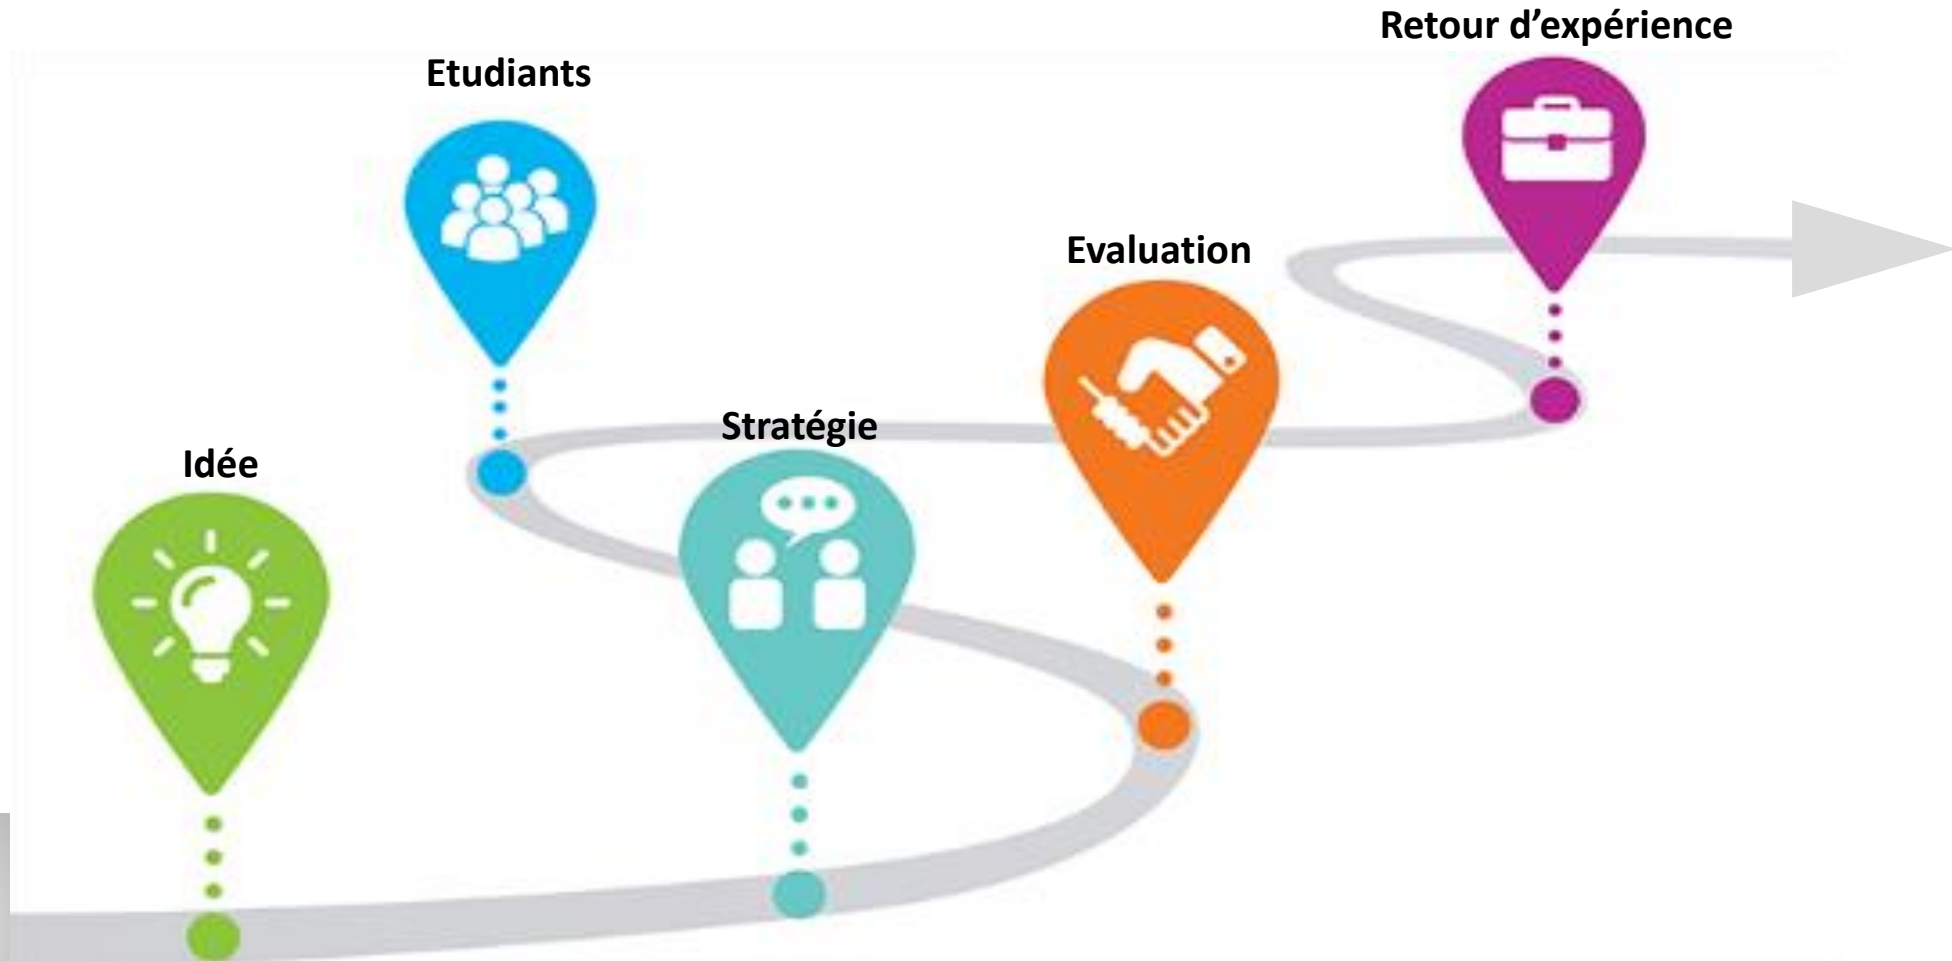 Retour d’expérience
Etudiants
Evaluation
Stratégie
Idée